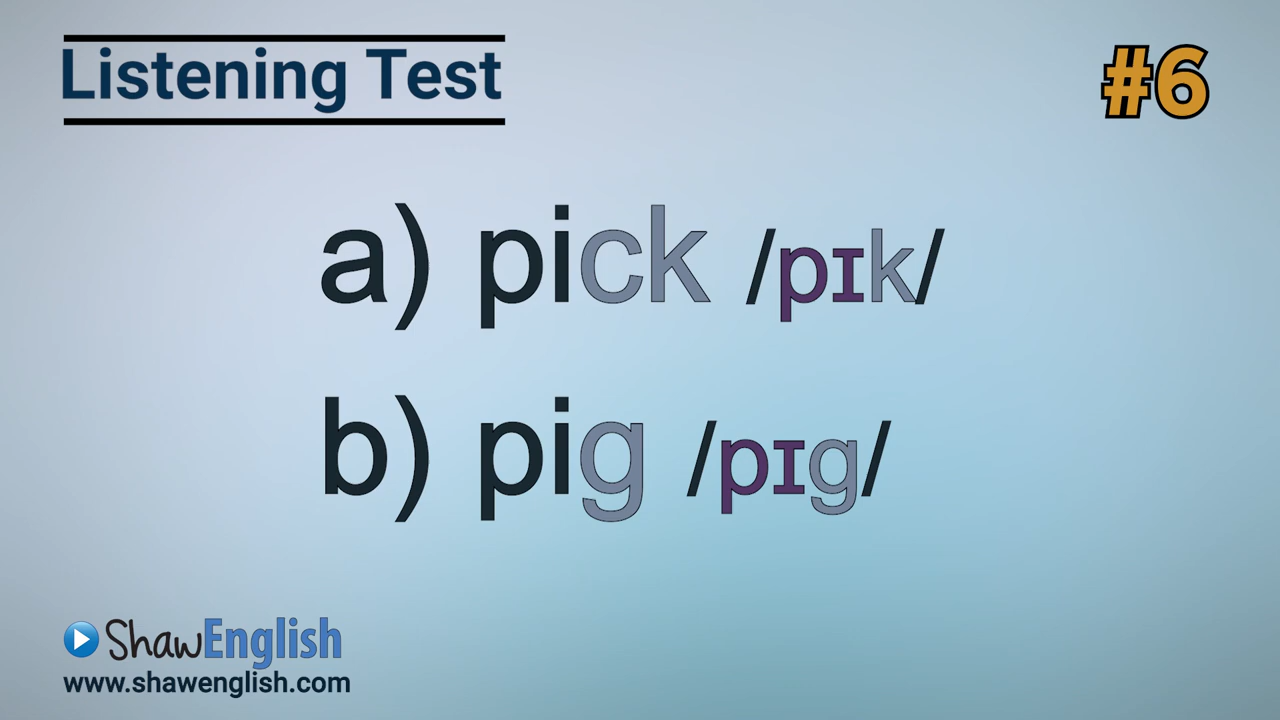 Listening Test
#6
a) pick /pɪk/
b) pig /pɪg/
ShawEnglish
www.shawenglish.com